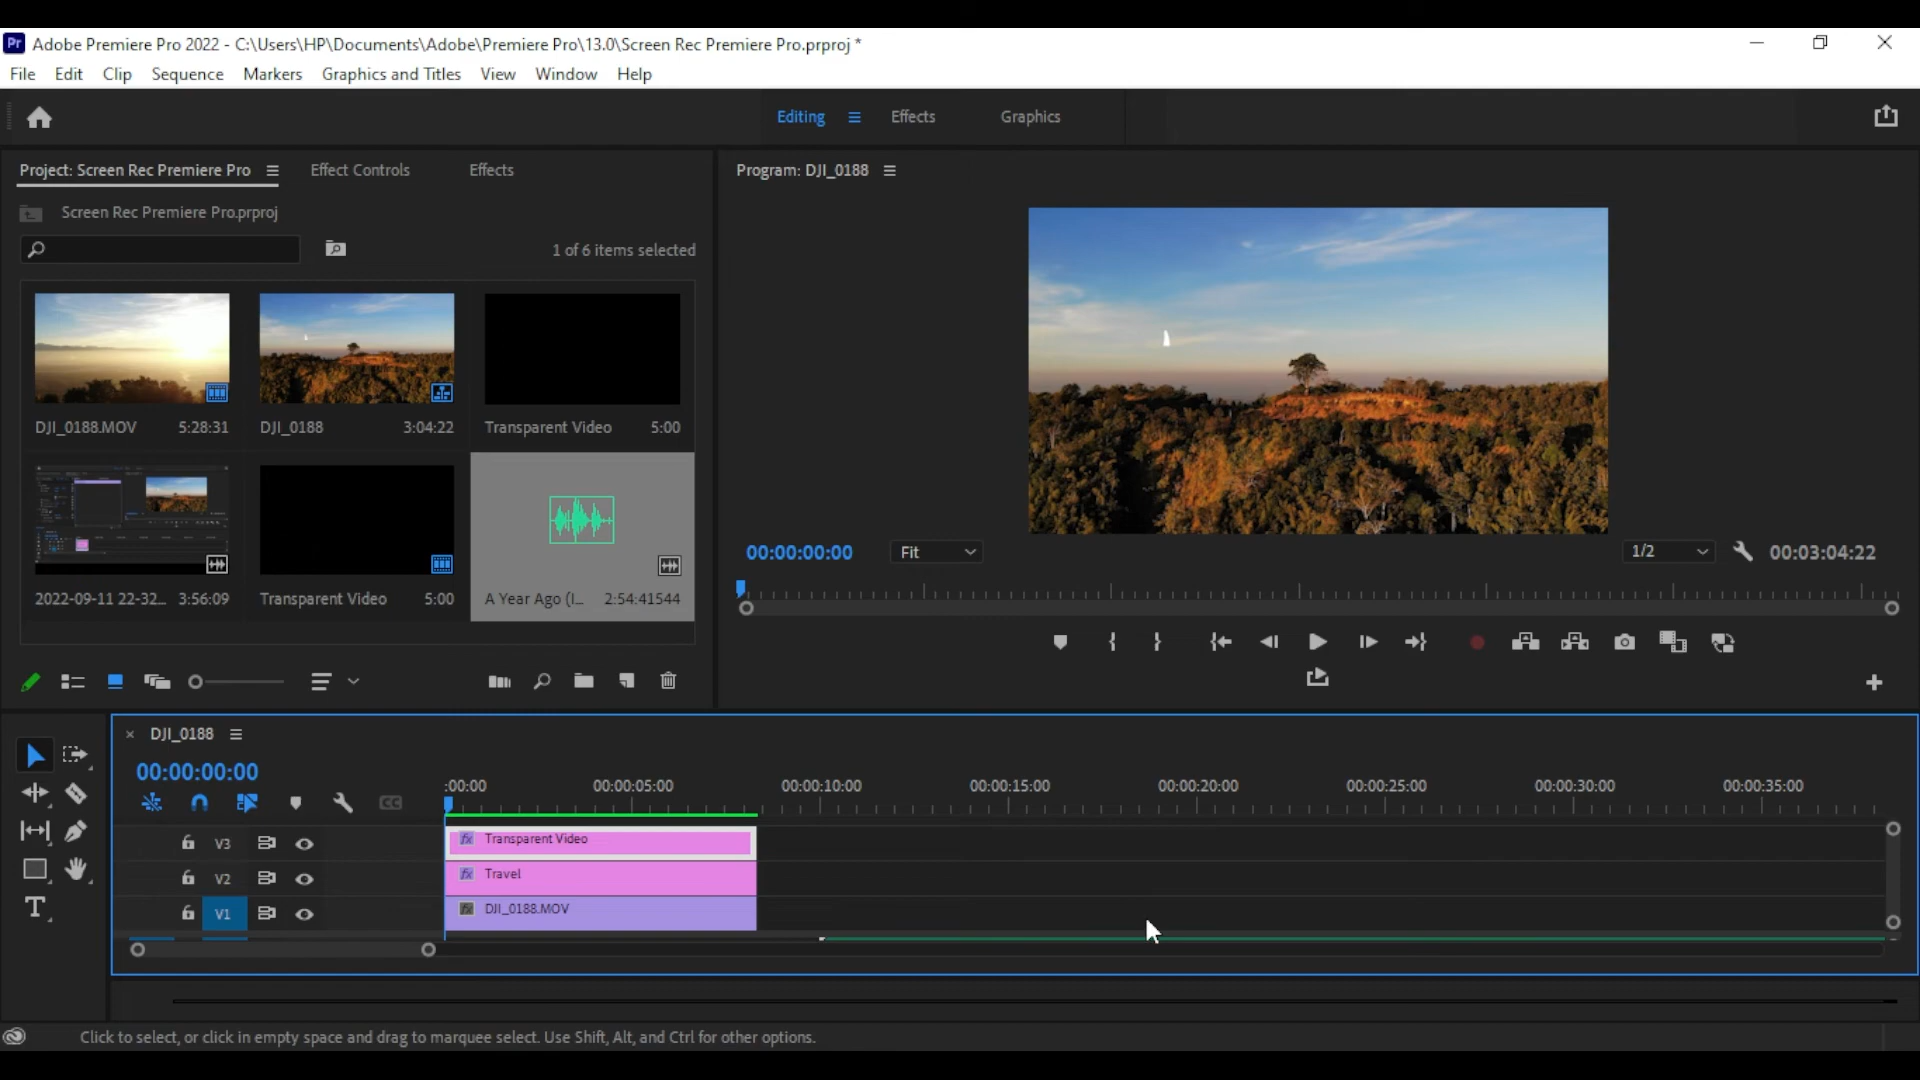 Pr Adobe Premiere Pro 2022 - C:\Users\HP\Documents\Adobe\Premiere Pro\13.0\Screen Rec Premiere Pro.prproj *
File Edit Clip Sequence Markers Graphics and Titles View Window Help
Editing Effects Graphics
Project: Screen Rec Premiere Pro Effect Controls Effects
Program: DJI_0188
Screen Rec Premiere Pro.prproj
1 of 6 items selected
DJI_0188.MOV 5:28:31 DJI_0188 3:04:22 Transparent Video 5:00
2022-09-11 22-32... 3:56:09 Transparent Video 5:00 A Year Ago (I... 2:54:41544
00:00:00:00 Fit 1/2 00:03:04:22
× DJI_0188
00:00:00:00
:00:00 00:00:05:00 00:00:10:00 00:00:15:00 00:00:20:00 00:00:25:00 00:00:30:00 00:00:35:00
CC
V3 fx Transparent Video
V2 fx Travel
V1 fx DJI_0188.MOV
T
Click to select, or click in empty space and drag to marquee select. Use Shift, Alt, and Ctrl for other options.